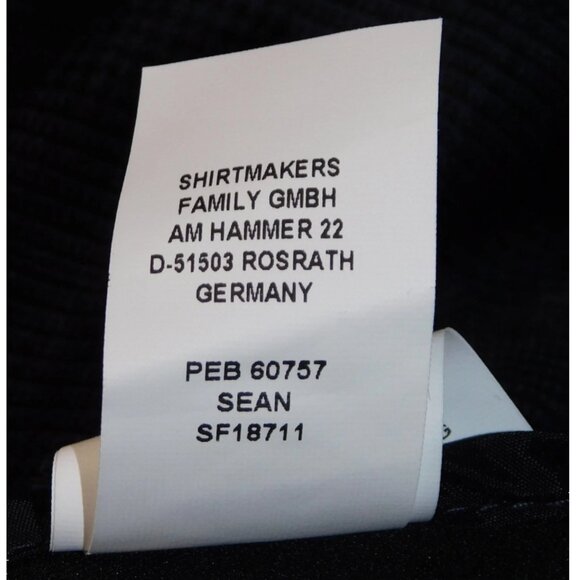 SHIRTMAKERS
FAMILY GMBH
AM HAMMER 22
D-51503 ROSRATH
GERMANY
PEB 60757
SEAN
SF18711